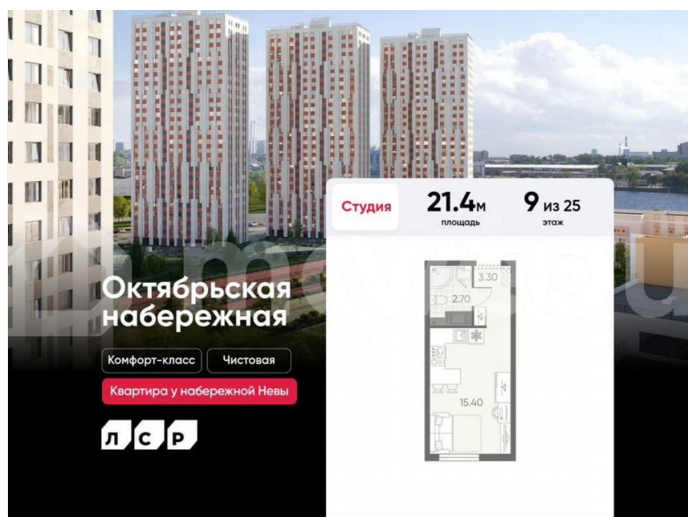 Студия
21.4м
площадь
9 из 25
этаж
3.30
2.70
15.40
Октябрьская
набережная
Комфорт-класс
Чистовая
Квартира у набережной Невы
ЛСР